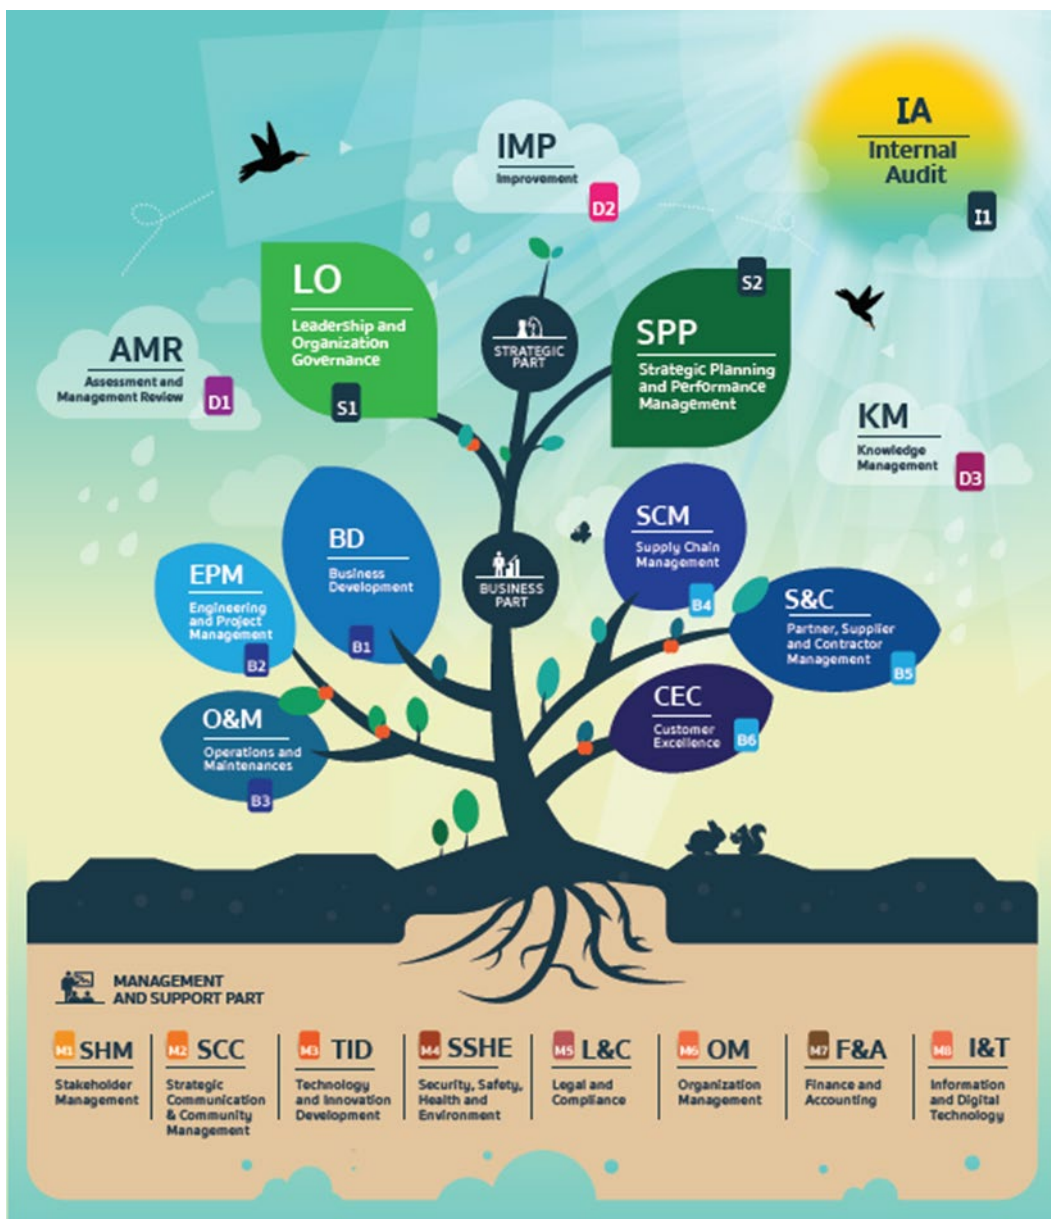 IA
Internal
Audit
I1
IMP
Improvement
D2
LO
Leadership and
Organization
Governance
S1
STRATEGIC
PART
S2
SPP
Strategic Planning
and Performance
Management
AMR
Assessment and
Management Review
D1
KM
Knowledge
Management
D3
BD
Business
Development
B1
SCM
Supply Chain
Management
B4
EPM
Engineering
and Project
Management
B2
BUSINESS
PART
S&C
Partner, Supplier
and Contractor
Management
B5
O&M
Operations and
Maintenances
B3
CEC
Customer
Excellence
B6
MANAGEMENT
AND SUPPORT PART
M1 SHM
Stakeholder
Management
M2 SCC
Strategic
Communication
& Community
Management
M3 TID
Technology
and Innovation
Development
M4 SSHE
Security, Safety,
Health and
Environment
M5 L&C
Legal and
Compliance
M6 OM
Organization
Management
M7 F&A
Finance and
Accounting
M8 I&T
Information
and Digital
Technology